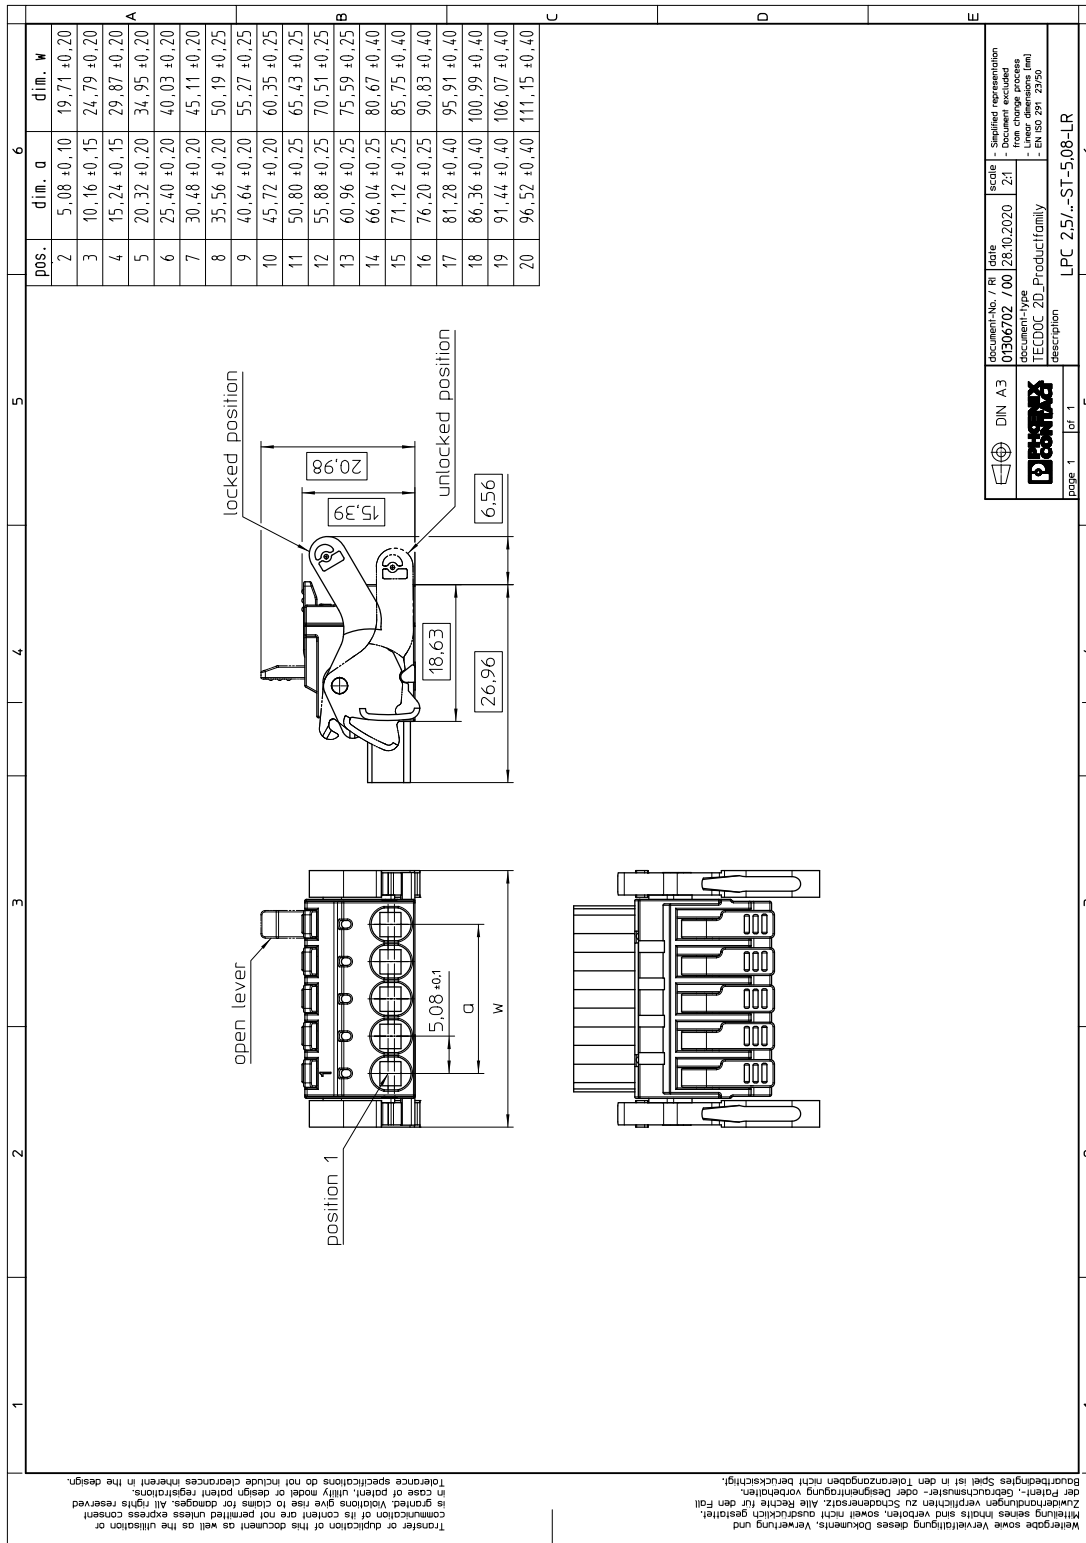 1 2 3 4 5 6
A
B
C
D
E
pos. dim. a dim. w
2 5,08 ±0,10 19,71 ±0,20
3 10,16 ±0,15 24,79 ±0,20
4 15,24 ±0,15 29,87 ±0,20
5 20,32 ±0,20 34,95 ±0,20
6 25,40 ±0,20 40,03 ±0,20
7 30,48 ±0,20 45,11 ±0,20
8 35,56 ±0,20 50,19 ±0,25
9 40,64 ±0,20 55,27 ±0,25
10 45,72 ±0,20 60,35 ±0,25
11 50,80 ±0,25 65,43 ±0,25
12 55,88 ±0,25 70,51 ±0,25
13 60,96 ±0,25 75,59 ±0,25
14 66,04 ±0,25 80,67 ±0,40
15 71,12 ±0,25 85,75 ±0,40
16 76,20 ±0,25 90,83 ±0,40
17 81,28 ±0,40 95,91 ±0,40
18 86,36 ±0,40 100,99 ±0,40
19 91,44 ±0,40 106,07 ±0,40
20 96,52 ±0,40 111,15 ±0,40
open lever
position 1
1
5,08 ±0,1
a
w
locked position
unlocked position
20,98
15,39
18,63
6,56
26,96
Transfer or duplication of this document as well as the utilisation or
communication of its content are not permitted unless express consent
is granted. Violations give rise to claims for damages. All rights reserved
in case of patent, utility model or design patent registrations.
Tolerance specifications do not include clearances inherent in the design.
Weitergabe sowie Vervielfältigung dieses Dokuments, Verwertung und
Mitteilung seines Inhalts sind verboten, soweit nicht ausdrücklich gestattet.
Zuwiderhandlungen verpflichten zu Schadenersatz. Alle Rechte für den Fall
der Patent-, Gebrauchsmuster- oder Designeintragung vorbehalten.
Bauartbedingtes Spiel ist in den Toleranzangaben nicht berücksichtigt.
DIN A3
PHOENIX
CONTACT
page 1 of 1
document-No. / RI
01306702 / 00
date
28.10.2020
scale
2:1
- Simplified representation
- Document excluded
from change process
- Linear dimensions [mm]
- EN ISO 291 23/50
document-type
TECDOC 2D_Productfamily
description
LPC 2,5/..-ST-5,08-LR